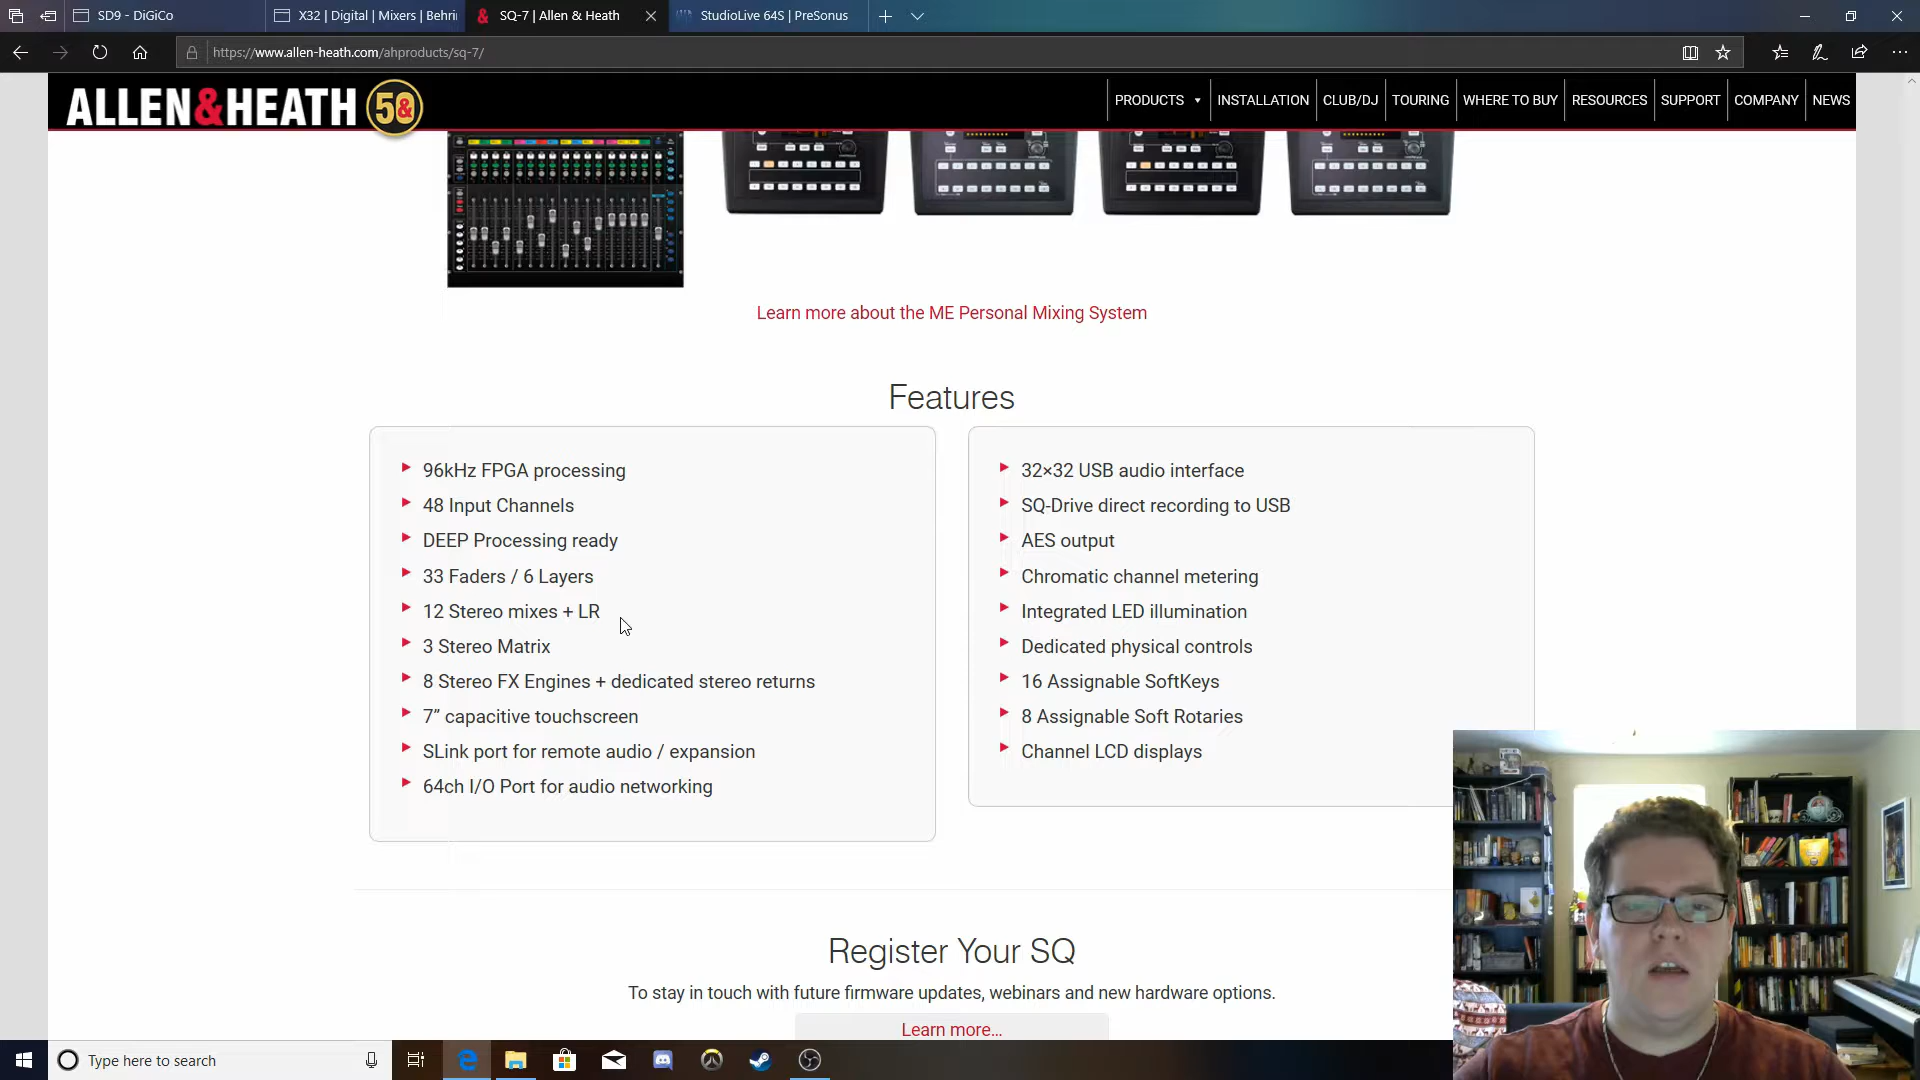 SD9 - DiGiCo
X32 | Digital | Mixers | Behrin
SQ-7 | Allen & Heath
StudioLive 64S | PreSonus
https://www.allen-heath.com/ahproducts/sq-7/
ALLEN&HEATH 50
PRODUCTS INSTALLATION CLUB/DJ TOURING WHERE TO BUY RESOURCES SUPPORT COMPANY NEWS
Learn more about the ME Personal Mixing System
Features
96kHz FPGA processing
48 Input Channels
DEEP Processing ready
33 Faders / 6 Layers
12 Stereo mixes + LR
3 Stereo Matrix
8 Stereo FX Engines + dedicated stereo returns
7” capacitive touchscreen
SLink port for remote audio / expansion
64ch I/O Port for audio networking
32×32 USB audio interface
SQ-Drive direct recording to USB
AES output
Chromatic channel metering
Integrated LED illumination
Dedicated physical controls
16 Assignable SoftKeys
8 Assignable Soft Rotaries
Channel LCD displays
Register Your SQ
To stay in touch with future firmware updates, webinars and new hardware options.
Learn more...
Type here to search